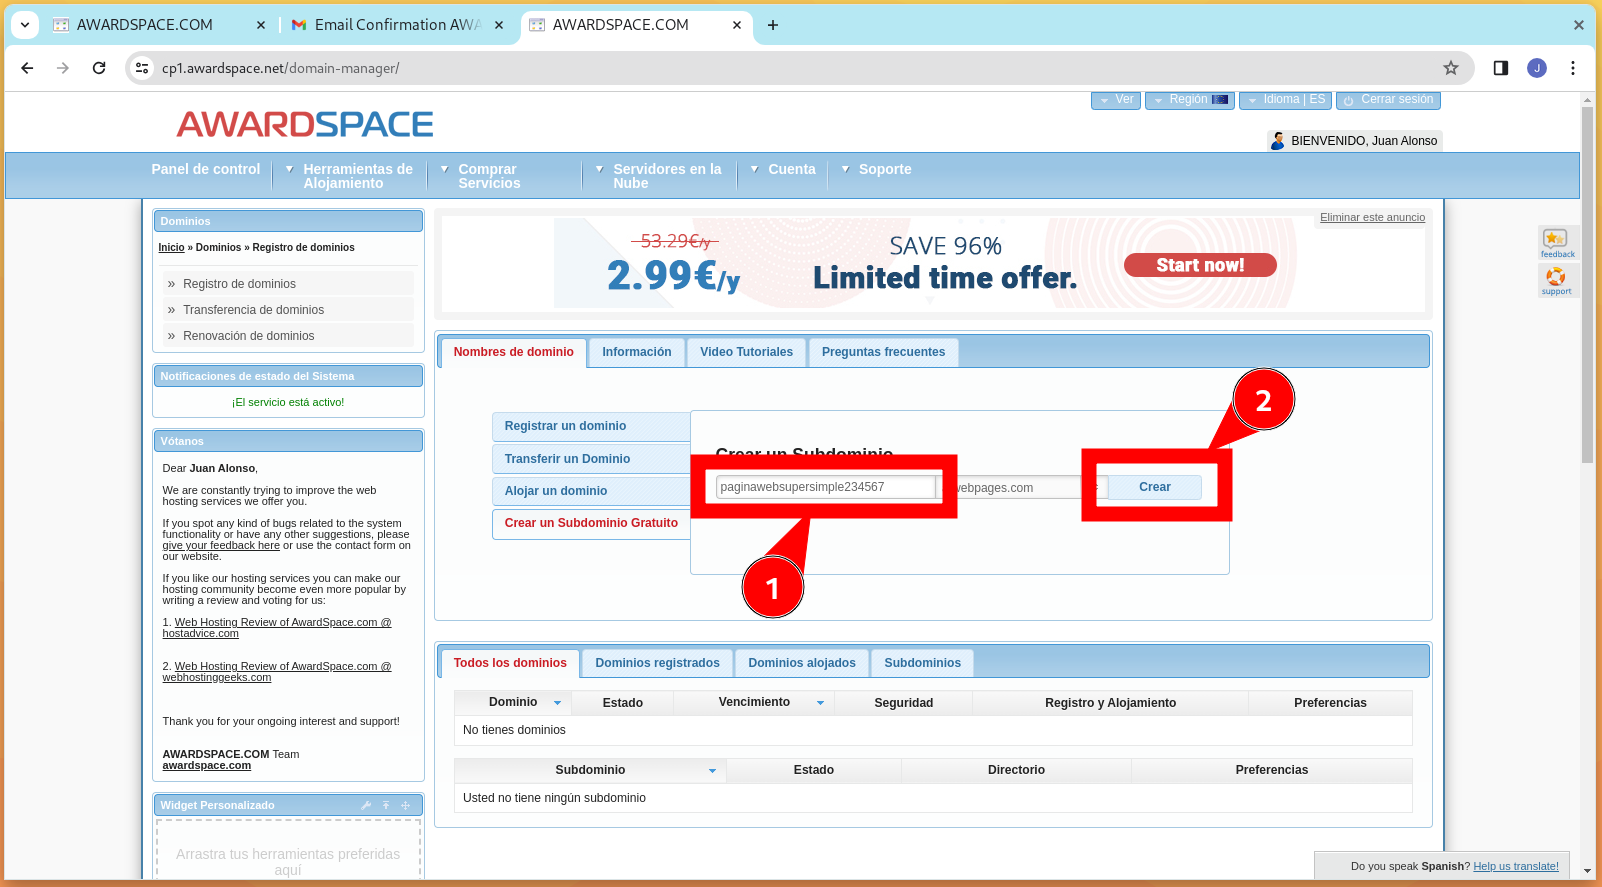 AWARDSPACE.COM
Email Confirmation AWA
AWARDSPACE.COM
cp1.awardspace.net/domain-manager/
J
Ver
Región
Idioma | ES
Cerrar sesión
AWARDSPACE
BIENVENIDO, Juan Alonso
Panel de control
Herramientas de
Alojamiento
Comprar
Servicios
Servidores en la
Nube
Cuenta
Soporte
Dominios
Inicio » Dominios » Registro de dominios
» Registro de dominios
» Transferencia de dominios
» Renovación de dominios
Notificaciones de estado del Sistema
¡El servicio está activo!
Vótanos
Dear Juan Alonso,
We are constantly trying to improve the web
hosting services we offer you.
If you spot any kind of bugs related to the system
functionality or have any other suggestions, please
give your feedback here or use the contact form on
our website.
If you like our hosting services you can make our
hosting community become even more popular by
writing a review and voting for us:
1. Web Hosting Review of AwardSpace.com @
hostadvice.com
2. Web Hosting Review of AwardSpace.com @
webhostinggeeks.com
Thank you for your ongoing interest and support!
AWARDSPACE.COM Team
awardspace.com
Widget Personalizado
Arrastra tus herramientas preferidas
aquí
Eliminar este anuncio
53.29€/y
2.99€/y
SAVE 96%
Limited time offer.
Start now!
feedback
support
Nombres de dominio
Información
Video Tutoriales
Preguntas frecuentes
Registrar un dominio
Transferir un Dominio
Alojar un dominio
Crear un Subdominio Gratuito
Crear un Subdominio
paginawebsupersimple234567
webpages.com
Crear
1
2
Todos los dominios
Dominios registrados
Dominios alojados
Subdominios
Dominio
Estado
Vencimiento
Seguridad
Registro y Alojamiento
Preferencias
No tienes dominios
Subdominio
Estado
Directorio
Preferencias
Usted no tiene ningún subdominio
Do you speak Spanish? Help us translate!